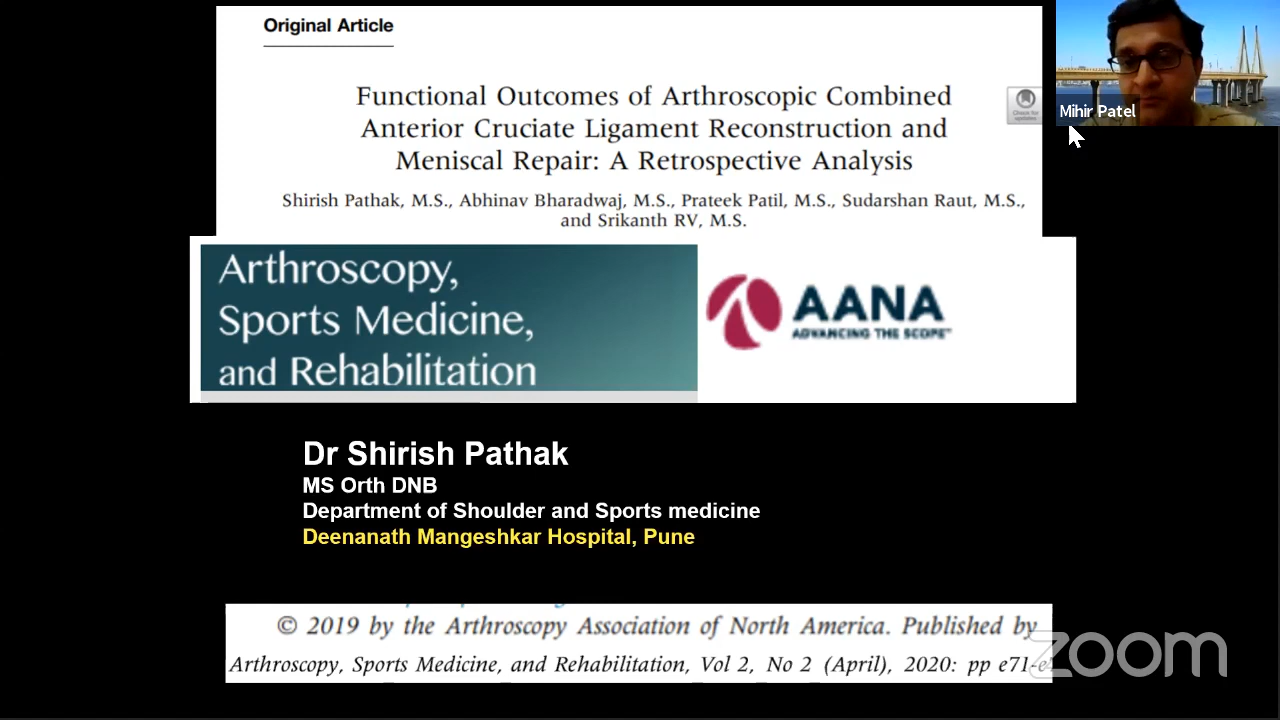 Original Article
Functional Outcomes of Arthroscopic Combined
Anterior Cruciate Ligament Reconstruction and
Meniscal Repair: A Retrospective Analysis
Check for
updates
Mihir Patel
Shirish Pathak, M.S., Abhinav Bharadwaj, M.S., Prateek Patil, M.S., Sudarshan Raut, M.S.,
and Srikanth RV, M.S.
Arthroscopy,
Sports Medicine,
and Rehabilitation
AANA
ADVANCING THE SCOPE
Dr Shirish Pathak
MS Orth DNB
Department of Shoulder and Sports medicine
Deenanath Mangeshkar Hospital, Pune
© 2019 by the Arthroscopy Association of North America. Published by
Arthroscopy, Sports Medicine, and Rehabilitation, Vol 2, No 2 (April), 2020: pp e71-e
zoom